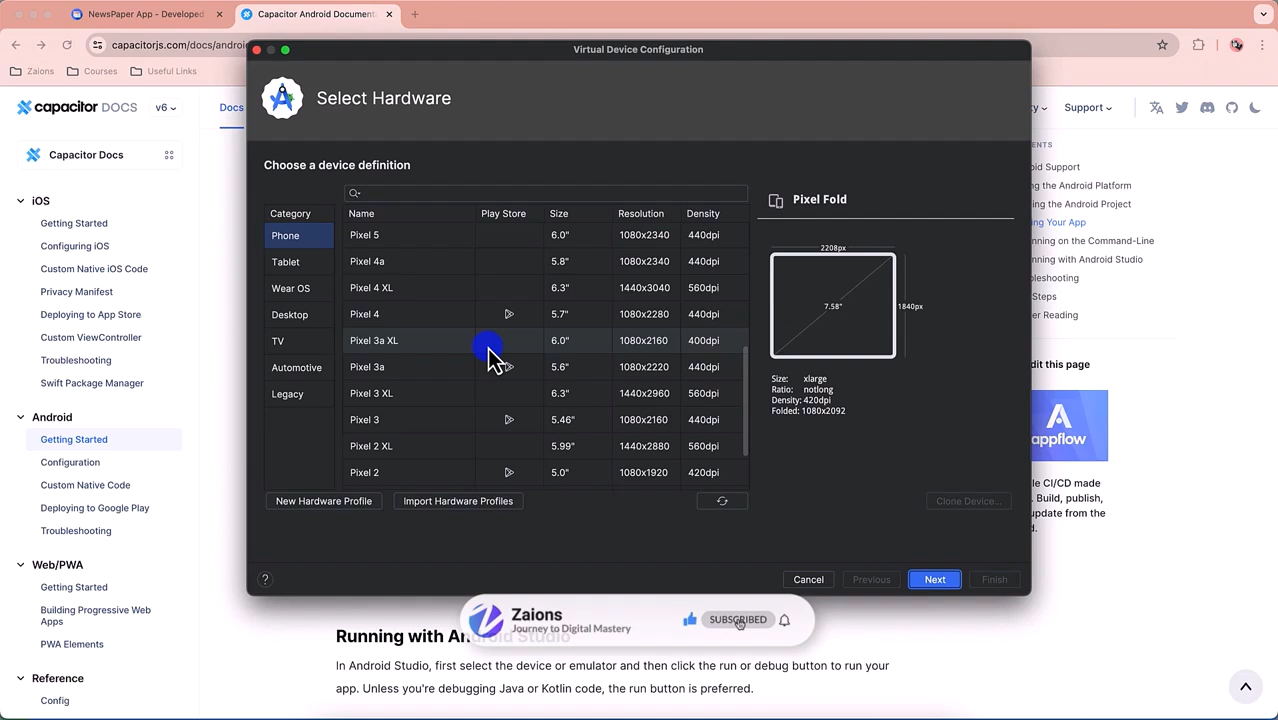 NewsPaper App - Developed
Capacitor Android Documenta
capacitorjs.com/docs/androi
Zaions
Courses
Useful Links
Virtual Device Configuration
Select Hardware
capacitor DOCS
v6
Docs
Support
Capacitor Docs
iOS
Getting Started
Configuring iOS
Custom Native iOS Code
Privacy Manifest
Deploying to App Store
Custom ViewController
Troubleshooting
Swift Package Manager
Android
Getting Started
Configuration
Custom Native Code
Deploying to Google Play
Troubleshooting
Web/PWA
Getting Started
Building Progressive Web
Apps
PWA Elements
Reference
Config
Choose a device definition
Category
Phone
Tablet
Wear OS
Desktop
TV
Automotive
Legacy
Name Play Store Size Resolution Density
Pixel 5 6.0" 1080x2340 440dpi
Pixel 4a 5.8" 1080x2340 440dpi
Pixel 4 XL 6.3" 1440x3040 560dpi
Pixel 4 5.7" 1080x2280 440dpi
Pixel 3a XL 6.0" 1080x2160 400dpi
Pixel 3a 5.6" 1080x2220 440dpi
Pixel 3 XL 6.3" 1440x2960 560dpi
Pixel 3 5.46" 1080x2160 440dpi
Pixel 2 XL 5.99" 1440x2880 560dpi
Pixel 2 5.0" 1080x1920 420dpi
New Hardware Profile
Import Hardware Profiles
Pixel Fold
2208px
7.58"
1840px
Size: xlarge
Ratio: notlong
Density: 420dpi
Folded: 1080x2092
Clone Device...
?
Cancel
Previous
Next
Finish
ENTS
oid Support
ng the Android Platform
ing the Android Project
ng Your App
nning on the Command-Line
nning with Android Studio
bleshooting
Steps
er Reading
dit this page
appflow
le CI/CD made
. Build, publish,
update from the
d.
Zaions
Journey to Digital Mastery
SUBSCRIBED
Running with Android Studio
In Android Studio, first select the device or emulator and then click the run or debug button to run your
app. Unless you're debugging Java or Kotlin code, the run button is preferred.